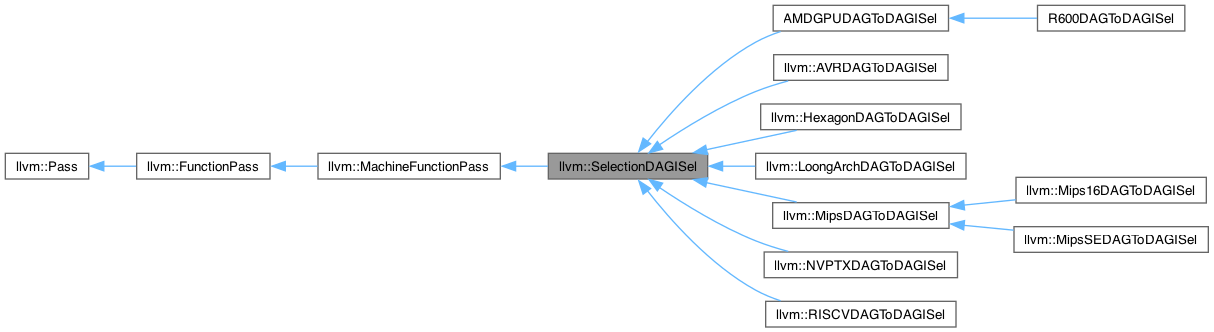 llvm::Pass
llvm::FunctionPass
llvm::MachineFunctionPass
llvm::SelectionDAGISel
AMDGPUDAGToDAGISel
R600DAGToDAGISel
llvm::AVRDAGToDAGISel
llvm::HexagonDAGToDAGISel
llvm::LoongArchDAGToDAGISel
llvm::MipsDAGToDAGISel
llvm::Mips16DAGToDAGISel
llvm::MipsSEDAGToDAGISel
llvm::NVPTXDAGToDAGISel
llvm::RISCVDAGToDAGISel